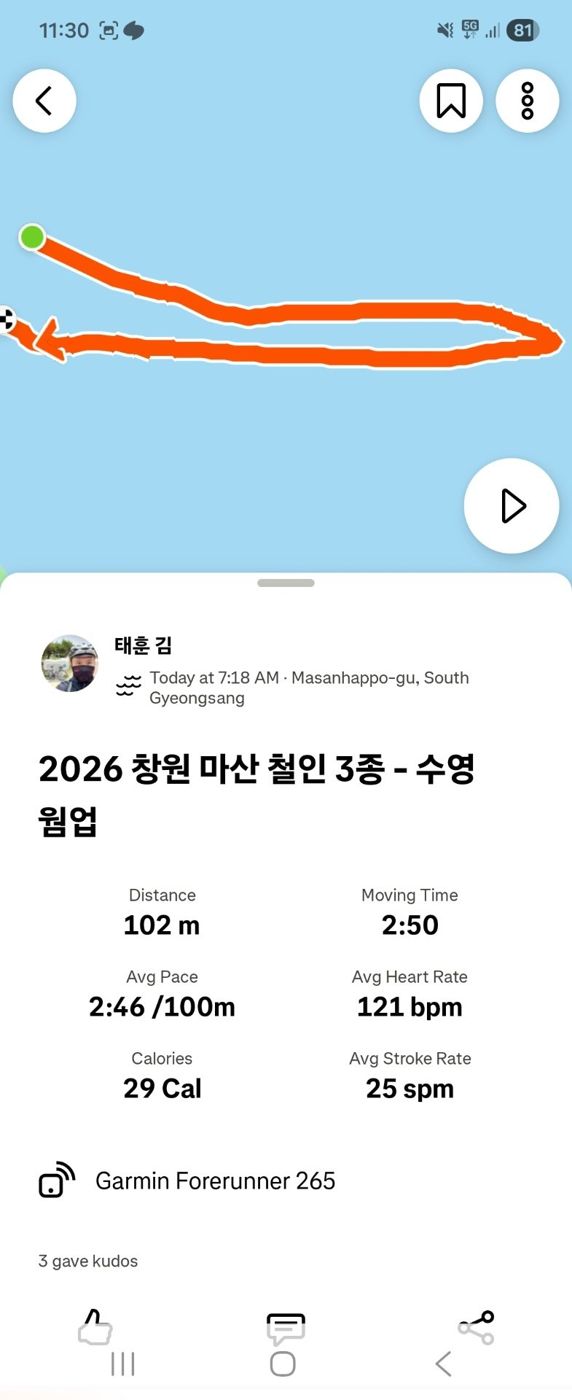 11:30
5G
81
태훈 김
Today at 7:18 AM · Masanhappo-gu, South
Gyeongsang
2026 창원 마산 철인 3종 - 수영
웜업
Distance
Moving Time
102 m
2:50
Avg Pace
Avg Heart Rate
2:46 /100m
121 bpm
Calories
Avg Stroke Rate
29 Cal
25 spm
Garmin Forerunner 265
3 gave kudos